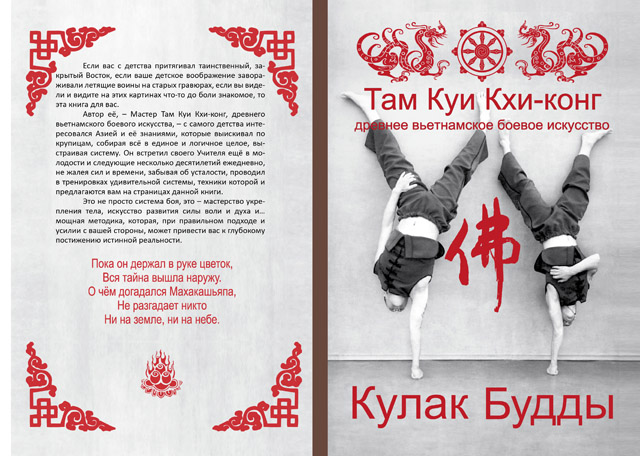 Если вас с детства притягивал таинственный, за-
крытый Восток, если ваше детское воображение завора-
живали летящие воины на старых гравюрах, если вы виде-
ли и видите на этих картинах что-то до боли знакомое, то
эта книга для вас.
Автор её, – Мастер Там Куи Кхи-конг, древнего
вьетнамского боевого искусства, – с самого детства инте-
ресовался Азией и её знаниями, которые выискивал по
крупицам, собирая всё в единое и логичное целое, вы-
страивая систему. Он встретил своего Учителя ещё в мо-
лодости и следующие несколько десятилетий ежедневно,
не жалея сил и времени, забывая об усталости, проводил
в тренировках удивительной системы, техники которой и
предлагаются вам на страницах данной книги.
Это не просто система боя, это – мастерство укреп-
ления тела, искусство развития силы воли и духа и...
мощная методика, которая, при правильном подходе и
усилии с вашей стороны, может привести вас к глубокому
постижению истинной реальности.
Пока он держал в руке цветок,
Вся тайна вышла наружу.
О чём догадался Махакашьяпа,
Не разгадает никто
Ни на земле, ни на небе.
Там Куи Кхи-конг
древнее вьетнамское боевое искусство
佛
Кулак Будды